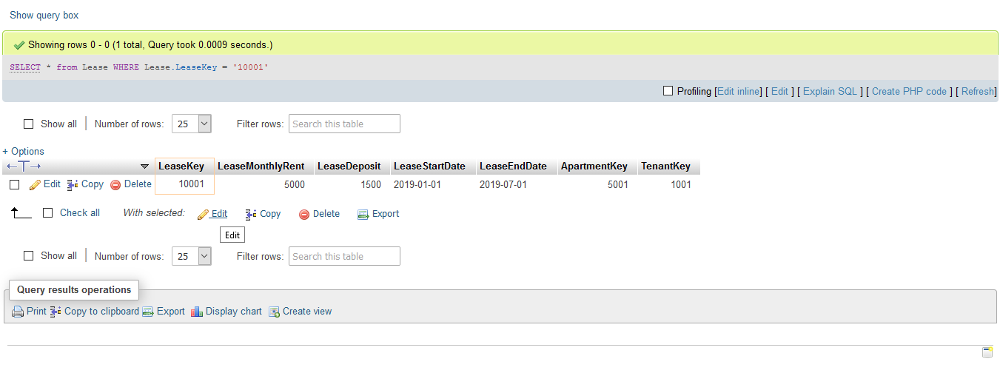 Show query box
Showing rows 0 - 0 (1 total, Query took 0.0009 seconds.)
SELECT * from Lease WHERE Lease.LeaseKey = '10001'
Profiling [Edit inline] [ Edit ] [ Explain SQL ] [ Create PHP code ] [ Refresh]
Show all Number of rows: 25 Filter rows: Search this table
+ Options
LeaseKey LeaseMonthlyRent LeaseDeposit LeaseStartDate LeaseEndDate ApartmentKey TenantKey
Edit Copy Delete 10001 5000 1500 2019-01-01 2019-07-01 5001 1001
Check all With selected: Edit Copy Delete Export
Edit
Show all Number of rows: 25 Filter rows: Search this table
Query results operations
Print Copy to clipboard Export Display chart Create view